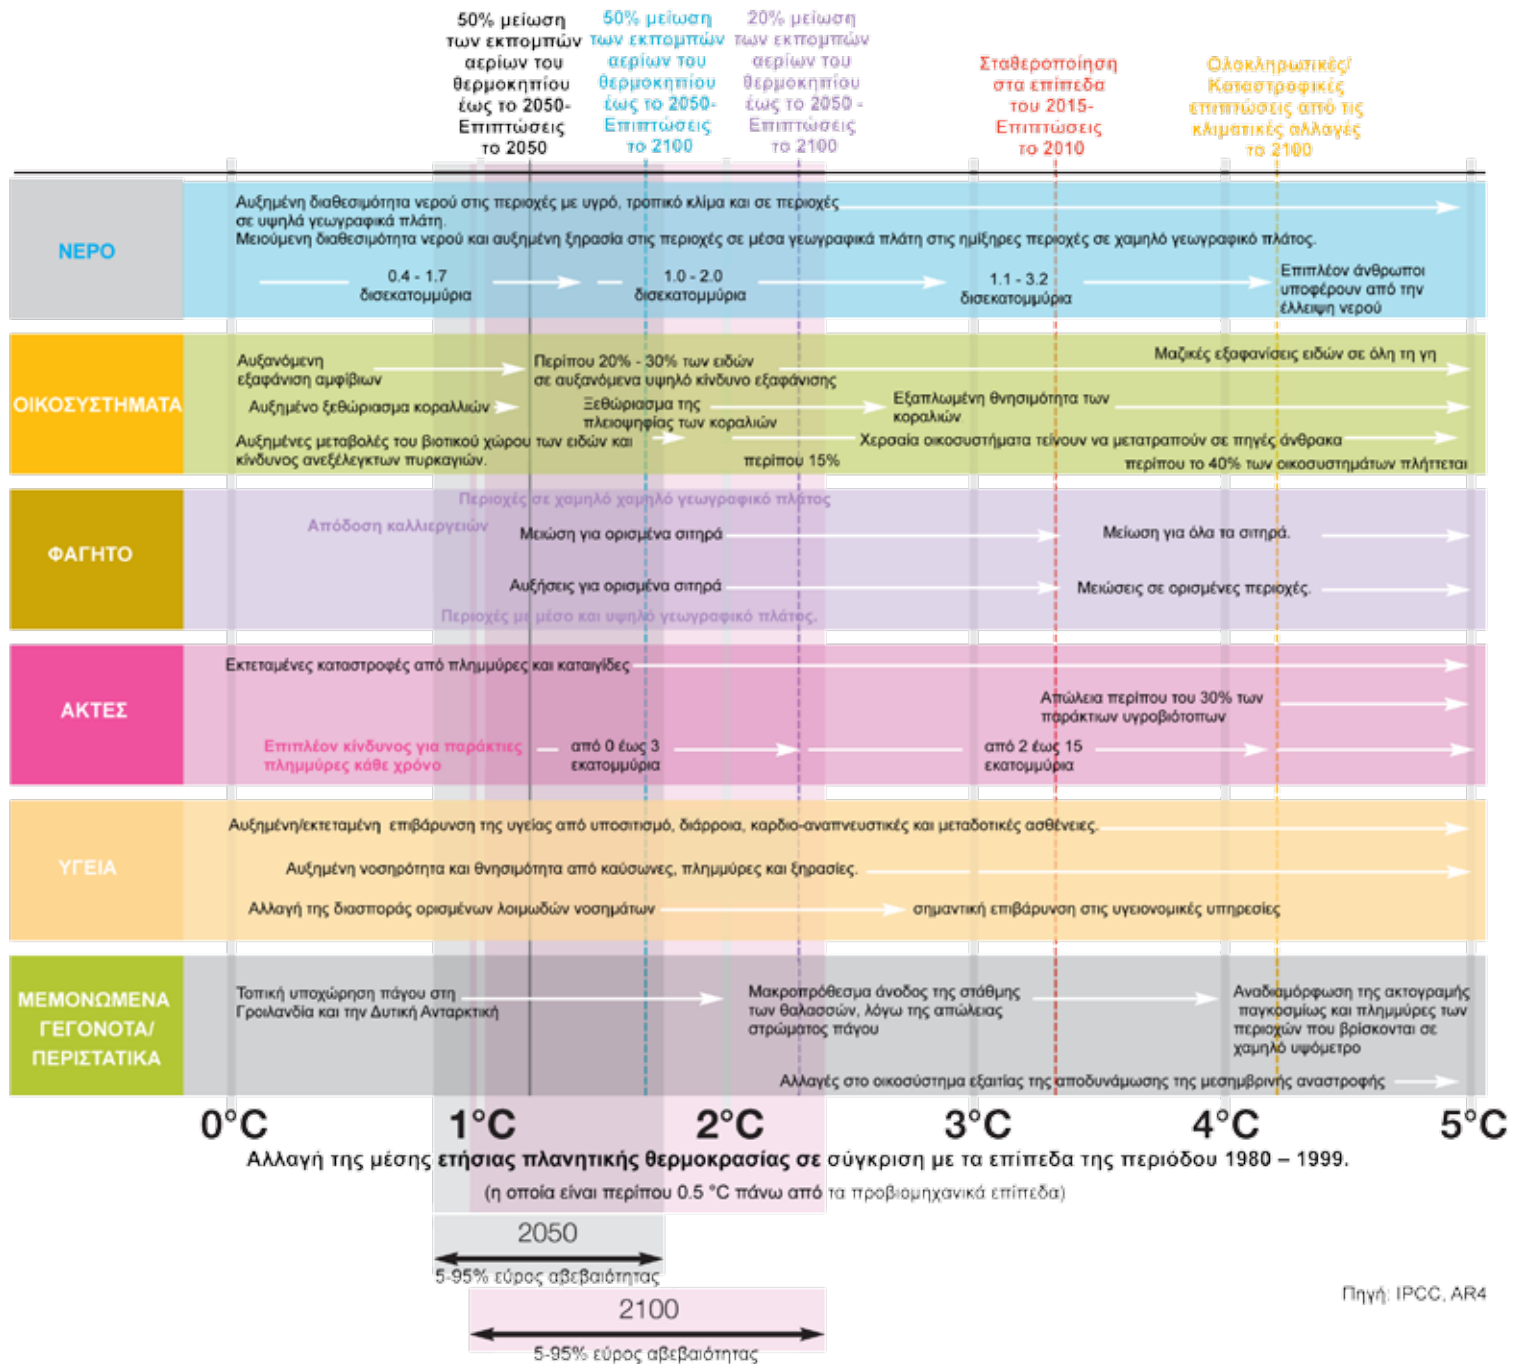 50% μείωση
των εκπομπών
αερίων του
θερμοκηπίου
έως το 2050-
Επιπτώσεις
το 2050
50% μείωση
των εκπομπών
αερίων του
θερμοκηπίου
έως το 2050-
Επιπτώσεις
το 2100
20% μείωση
των εκπομπών
αερίων του
θερμοκηπίου
έως το 2050 -
Επιπτώσεις
το 2100
Σταθεροποίηση
στα επίπεδα
του 2015-
Επιπτώσεις
το 2010
Ολοκληρωτικές/
Καταστροφικές
επιπτώσεις από τις
κλιματικές αλλαγές
το 2100
ΝΕΡΟ
Αυξημένη διαθεσιμότητα νερού στις περιοχές με υγρό, τροπικό κλίμα και σε περιοχές
σε υψηλά γεωγραφικά πλάτη.
Μειούμενη διαθεσιμότητα νερού και αυξημένη ξηρασία στις περιοχές σε μέσα γεωγραφικά πλάτη στις ημίξηρες περιοχές σε χαμηλό γεωγραφικό πλάτος.
0.4 - 1.7
δισεκατομμύρια
1.0 - 2.0
δισεκατομμύρια
1.1 - 3.2
δισεκατομμύρια
Επιπλέον άνθρωποι
υποφέρουν από την
έλλειψη νερού
ΟΙΚΟΣΥΣΤΗΜΑΤΑ
Αυξανόμενη
εξαφάνιση αμφίβιων
Περίπου 20% - 30% των ειδών
σε αυξανόμενα υψηλό κίνδυνο εξαφάνισης
Μαζικές εξαφανίσεις ειδών σε όλη τη γη
Αυξημένο ξεθώριασμα κοραλλιών
Ξεθώριασμα της
πλειοψηφίας των κοραλιών
Εξαπλωμένη θνησιμότητα των
κοραλιών
Αυξημένες μεταβολές του βιοτικού χώρου των ειδών και
κίνδυνος ανεξέλεγκτων πυρκαγιών.
Χερσαία οικοσυστήματα τείνουν να μετατραπούν σε πηγές άνθρακα
περίπου 15%
περίπου το 40% των οικοσυστημάτων πλήττεται
ΦΑΓΗΤΟ
Περιοχές σε χαμηλό χαμηλό γεωγραφικό πλάτος
Απόδοση καλλιεργειών
Μειώση για ορισμένα σιτηρά
Μείωση για όλα τα σιτηρά.
Αυξήσεις για ορισμένα σιτηρά
Μειώσεις σε ορισμένες περιοχές.
Περιοχές με μέσο και υψηλό γεωγραφικό πλάτος.
ΑΚΤΕΣ
Εκτεταμένες καταστροφές από πλημμύρες και καταιγίδες
Απώλεια περίπου του 30% των
παράκτιων υγροβιότοπων
Επιπλέον κίνδυνος για παράκτιες
πλημμύρες κάθε χρόνο
από 0 έως 3
εκατομμύρια
από 2 έως 15
εκατομμύρια
ΥΓΕΙΑ
Αυξημένη/εκτεταμένη επιβάρυνση της υγείας από υποσιτισμό, διάρροια, καρδιο-αναπνευστικές και μεταδοτικές ασθένειες.
Αυξημένη νοσηρότητα και θνησιμότητα από καύσωνες, πλημμύρες και ξηρασίες.
Αλλαγή της διασποράς ορισμένων λοιμωδών νοσημάτων
σημαντική επιβάρυνση στις υγειονομικές υπηρεσίες
ΜΕΜΟΝΩΜΕΝΑ
ΓΕΓΟΝΟΤΑ/
ΠΕΡΙΣΤΑΤΙΚΑ
Τοπική υποχώρηση πάγου στη
Γροιλανδία και την Δυτική Ανταρκτική
Μακροπρόθεσμα άνοδος της στάθμης
των θαλασσών, λόγω της απώλειας
στρώματος πάγου
Αναδιαμόρφωση της ακτογραμής
παγκοσμίως και πλημμύρες των
περιοχών που βρίσκονται σε
χαμηλό υψόμετρο
Αλλαγές στο οικοσύστημα εξαιτίας της αποδυνάμωσης της μεσημβρινής αναστροφής
0°C
1°C
2°C
3°C
4°C
5°C
Αλλαγή της μέσης ετήσιας πλανητικής θερμοκρασίας σε σύγκριση με τα επίπεδα της περιόδου 1980 – 1999.
(η οποία είναι περίπου 0.5 °C πάνω από τα προβιομηχανικά επίπεδα)
2050
5-95% εύρος αβεβαιότητας
2100
5-95% εύρος αβεβαιότητας
Πηγή: IPCC, AR4